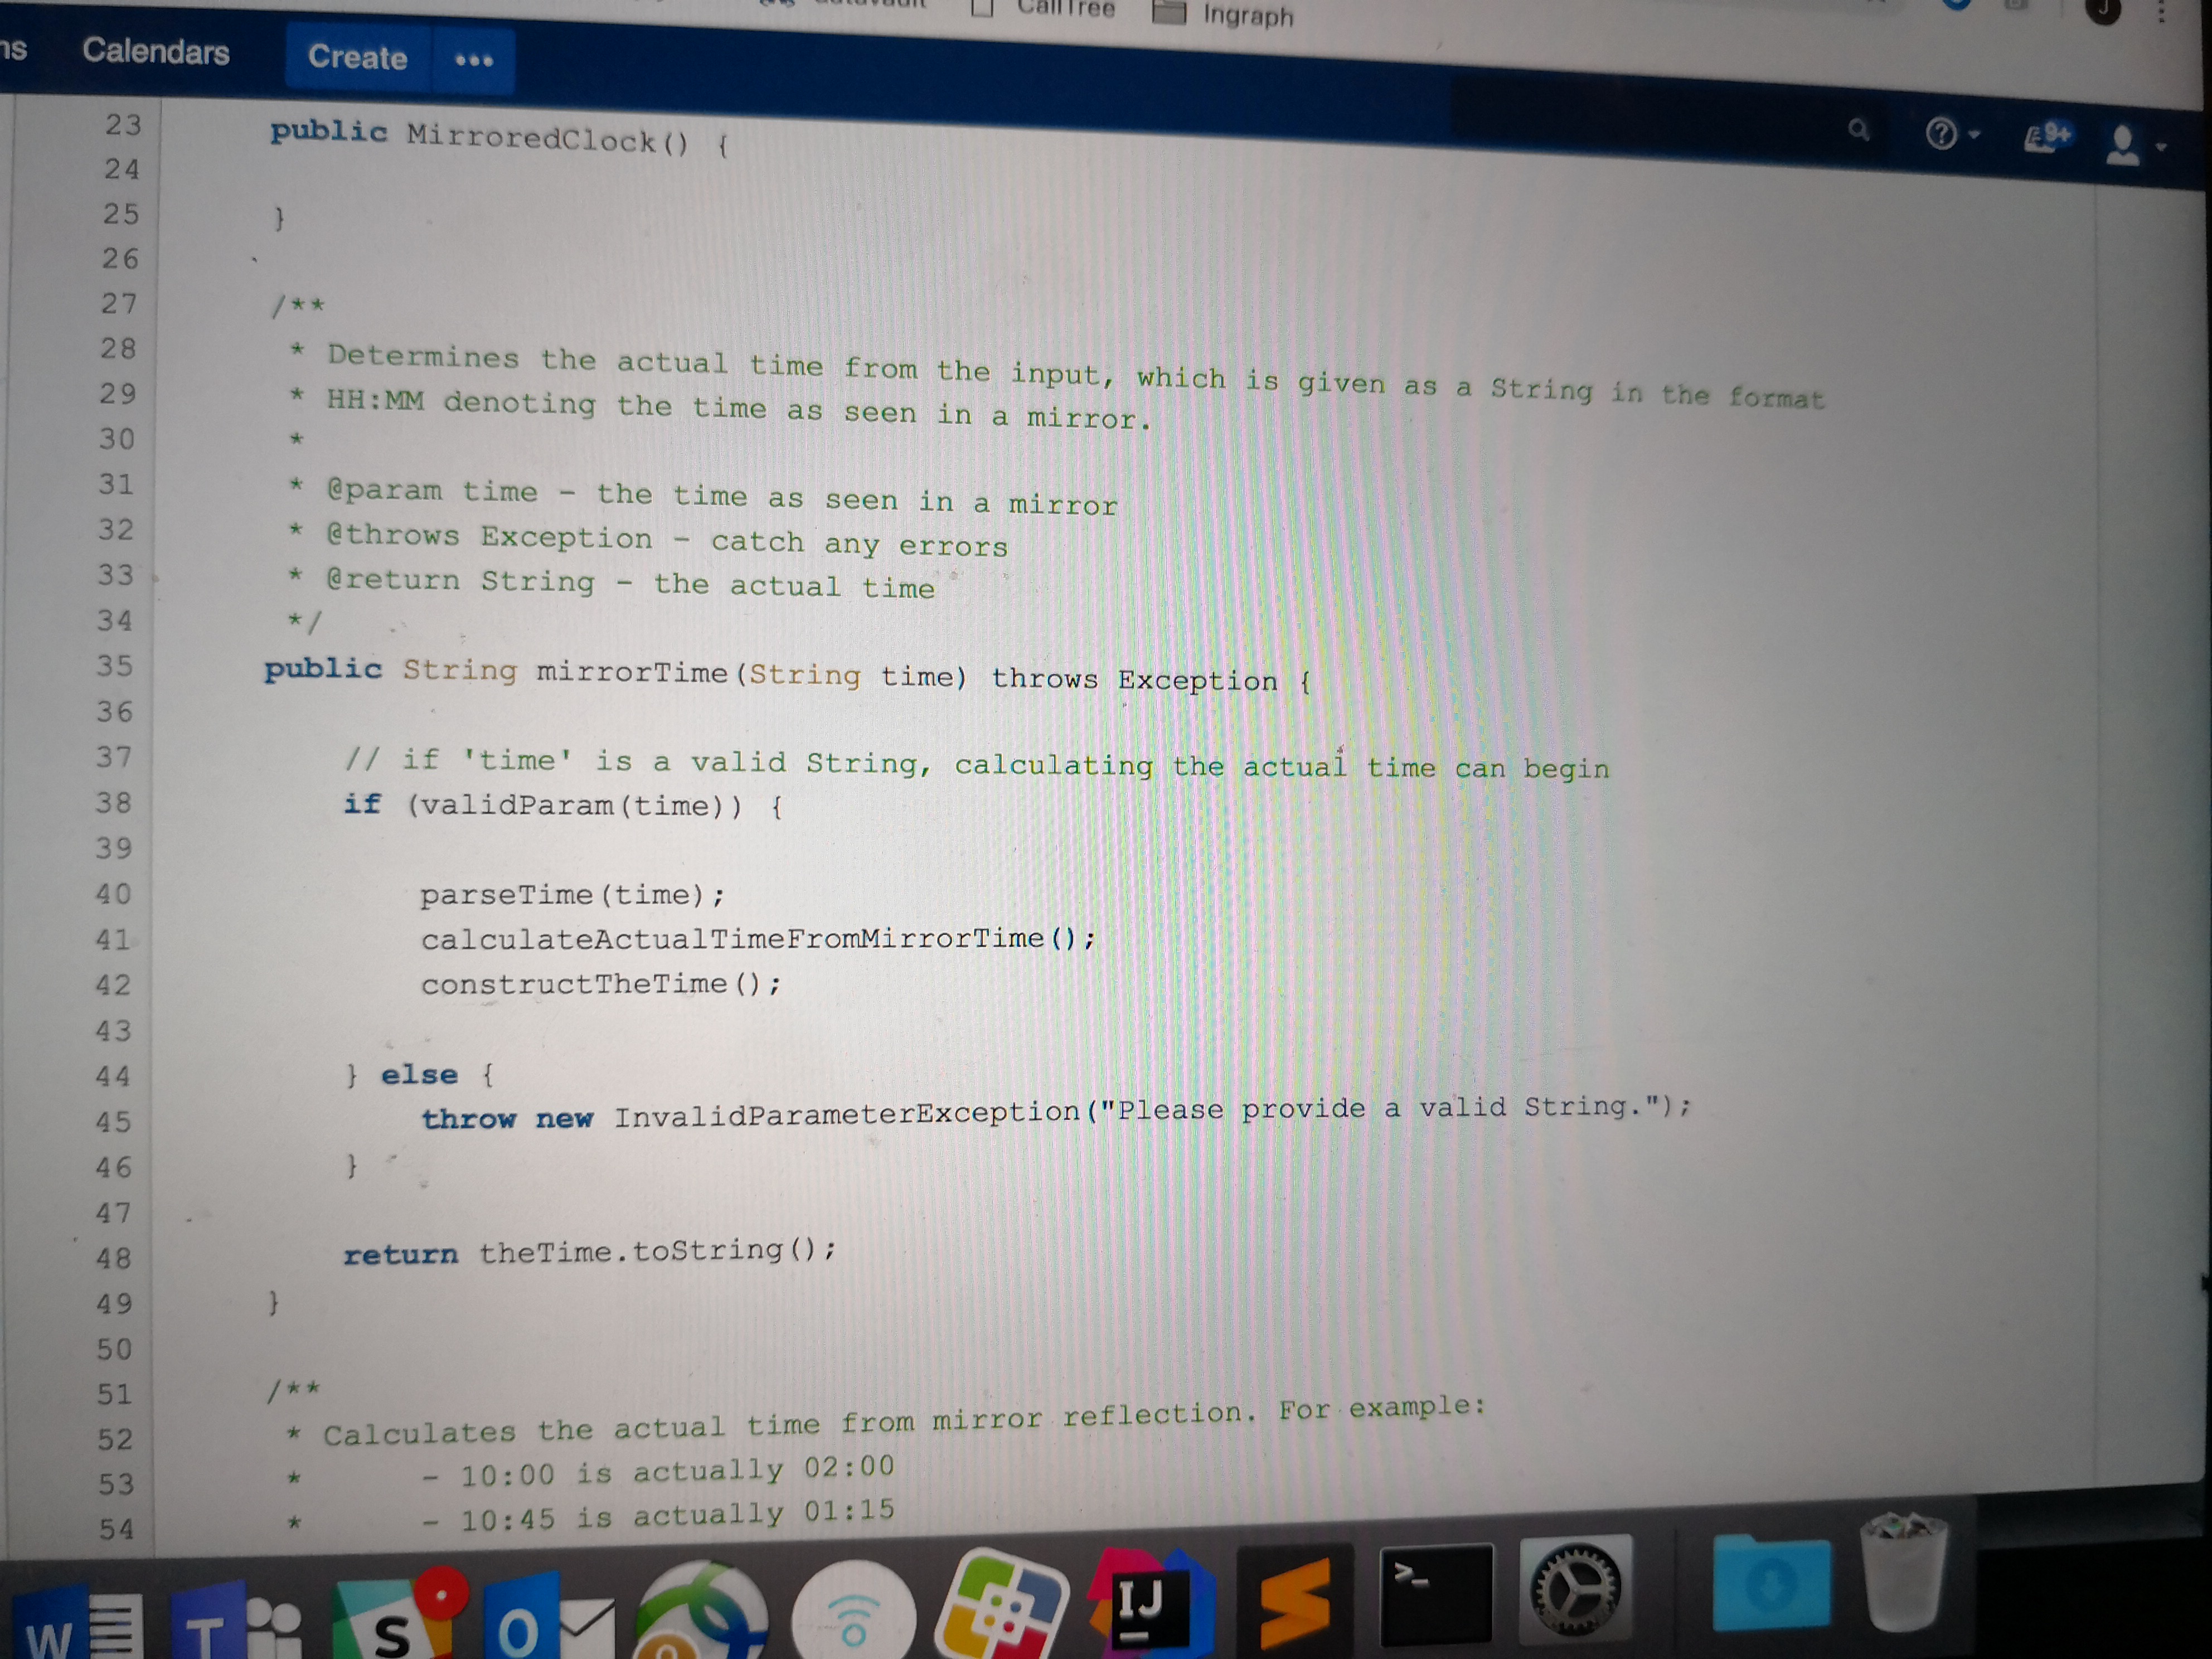 CallTree Ingraph
Calendars Create •••
9+
J
23 public MirroredClock() {
24
25 }
26
27 /**
28 * Determines the actual time from the input, which is given as a String in the format
29 * HH:MM denoting the time as seen in a mirror.
30 *
31 * @param time - the time as seen in a mirror
32 * @throws Exception - catch any errors
33 * @return String - the actual time
34 */
35 public String mirrorTime(String time) throws Exception {
36
37 // if 'time' is a valid String, calculating the actual time can begin
38 if (validParam(time)) {
39
40 parseTime(time);
41 calculateActualTimeFromMirrorTime();
42 constructTheTime();
43
44 } else {
45 throw new InvalidParameterException("Please provide a valid String.");
46 }
47
48 return theTime.toString();
49 }
50
51 /**
52 * Calculates the actual time from mirror reflection. For example:
53 * - 10:00 is actually 02:00
54 * - 10:45 is actually 01:15
W T S O IJ >_